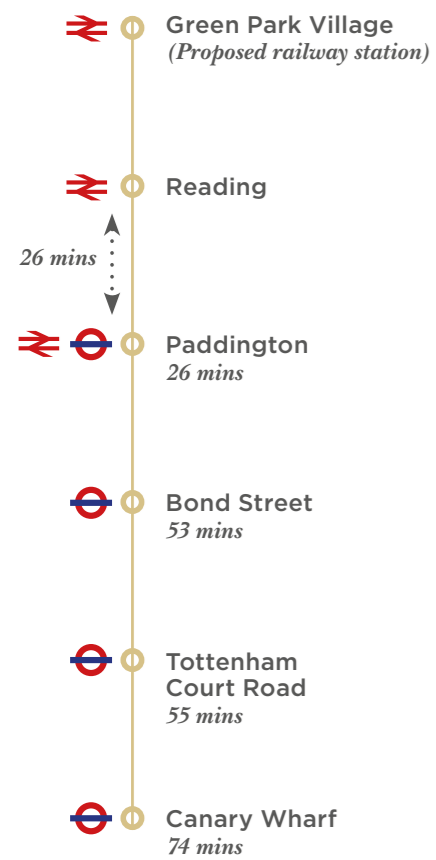 Green Park Village
(Proposed railway station)
Reading
26 mins
Paddington
26 mins
Bond Street
53 mins
Tottenham
Court Road
55 mins
Canary Wharf
74 mins